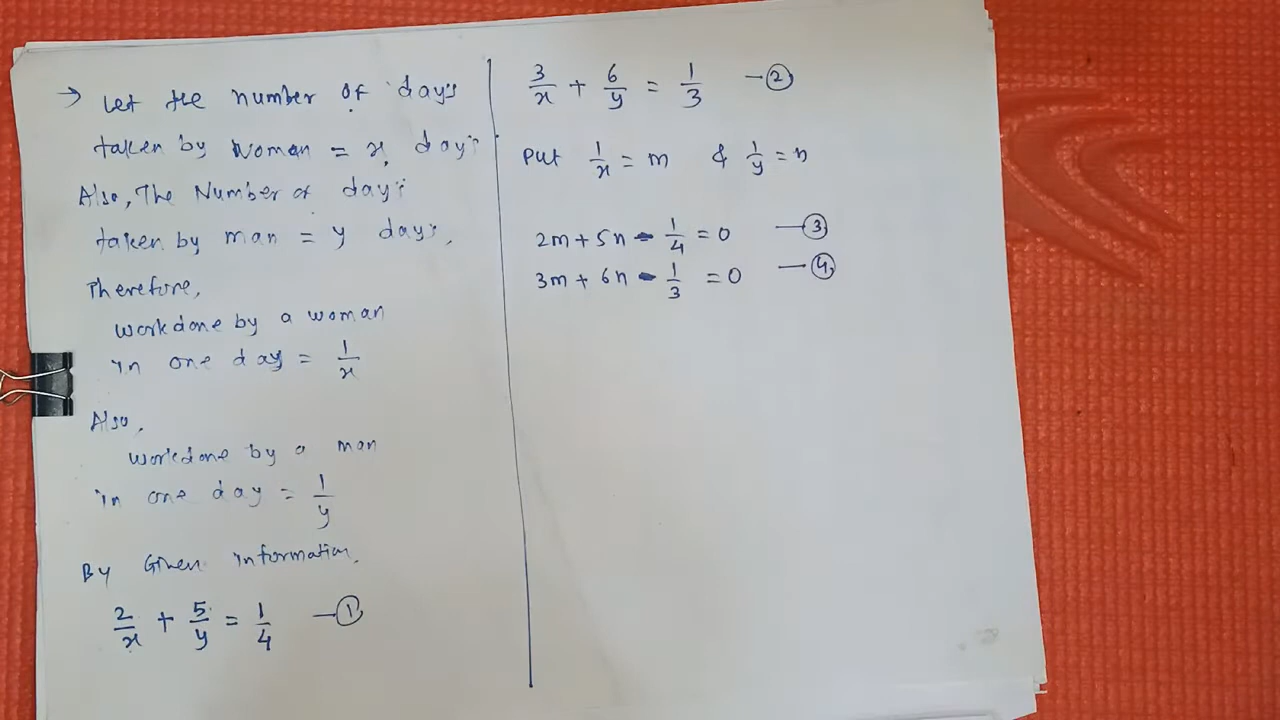 → Let the number of days
taken by woman = x, days
Also, The Number of days
taken by man = y days,
Therefore,
workdone by a woman
in one day = 1/x
Also,
workdone by a man
in one day = 1/y
By Given information,
2/x + 5/y = 1/4 —①
3/x + 6/y = 1/3 —②
Put 1/x = m & 1/y = n
2m + 5n - 1/4 = 0 —③
3m + 6n - 1/3 = 0 —④